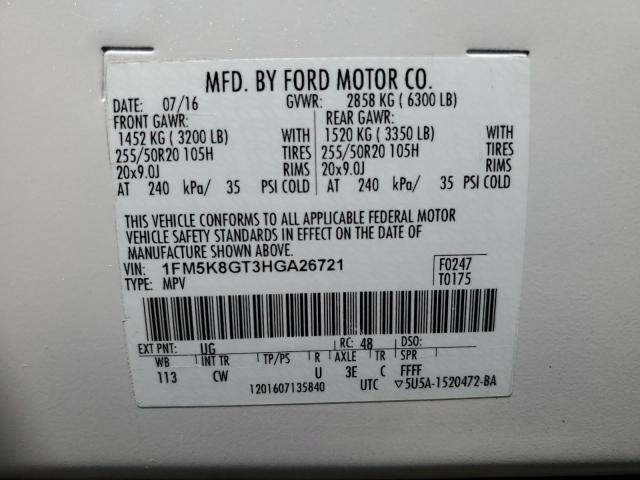 MFD. BY FORD MOTOR CO.
DATE: 07/16 GVWR: 2858 KG ( 6300 LB)
FRONT GAWR: REAR GAWR:
1452 KG ( 3200 LB) WITH 1520 KG ( 3350 LB) WITH
255/50R20 105H TIRES 255/50R20 105H TIRES
20x9.0J RIMS 20x9.0J RIMS
AT 240 kPa/ 35 PSI COLD AT 240 kPa/ 35 PSI COLD
THIS VEHICLE CONFORMS TO ALL APPLICABLE FEDERAL MOTOR
VEHICLE SAFETY STANDARDS IN EFFECT ON THE DATE OF
MANUFACTURE SHOWN ABOVE.
VIN: 1FM5K8GT3HGA26721 F0247
TYPE: MPV T0175
EXT PNT: UG RC: 48 DSO:
WB INT TR TP/PS R AXLE TR SPR
113 CW U 3E C FFFF
1201607135840 UTC ▽5U5A-1520472-BA